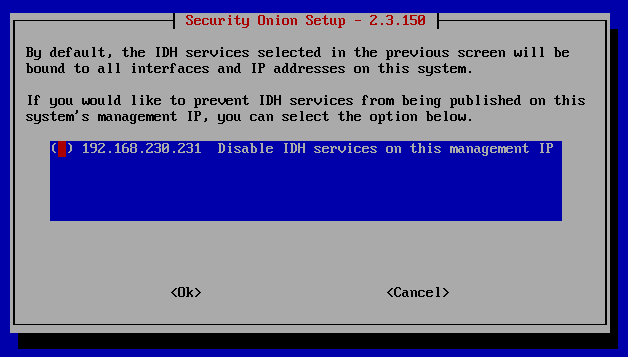 Security Onion Setup - 2.3.150
By default, the IDH services selected in the previous screen will be
bound to all interfaces and IP addresses on this system.
If you would like to prevent IDH services from being published on this
system's management IP, you can select the option below.
( ) 192.168.230.231  Disable IDH services on this management IP
<Ok> <Cancel>